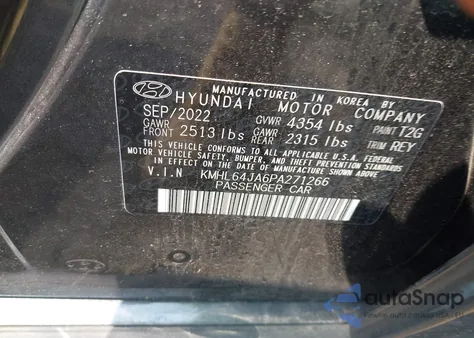 MANUFACTURED IN KOREA BY
HYUNDAI MOTOR COMPANY
SEP/2022 GVWR 4354 lbs PAINT T2G
GAWR FRONT 2513 lbs GAWR REAR 2315 lbs TRIM REY
THIS VEHICLE CONFORMS TO ALL APPLICABLE U.S.A. FEDERAL
MOTOR VEHICLE SAFETY, BUMPER, AND THEFT PREVENTION STANDARDS
IN EFFECT ON THE DATE OF MANUFACTURE SHOWN ABOVE.
V.I.N KMHL64JA6PA271266
PASSENGER CAR
autoSnap